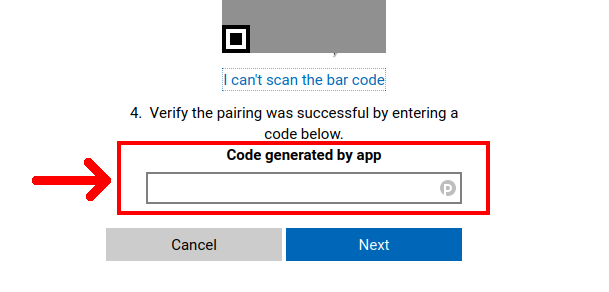 I can't scan the bar code
4. Verify the pairing was successful by entering a
code below.
Code generated by app
Cancel
Next